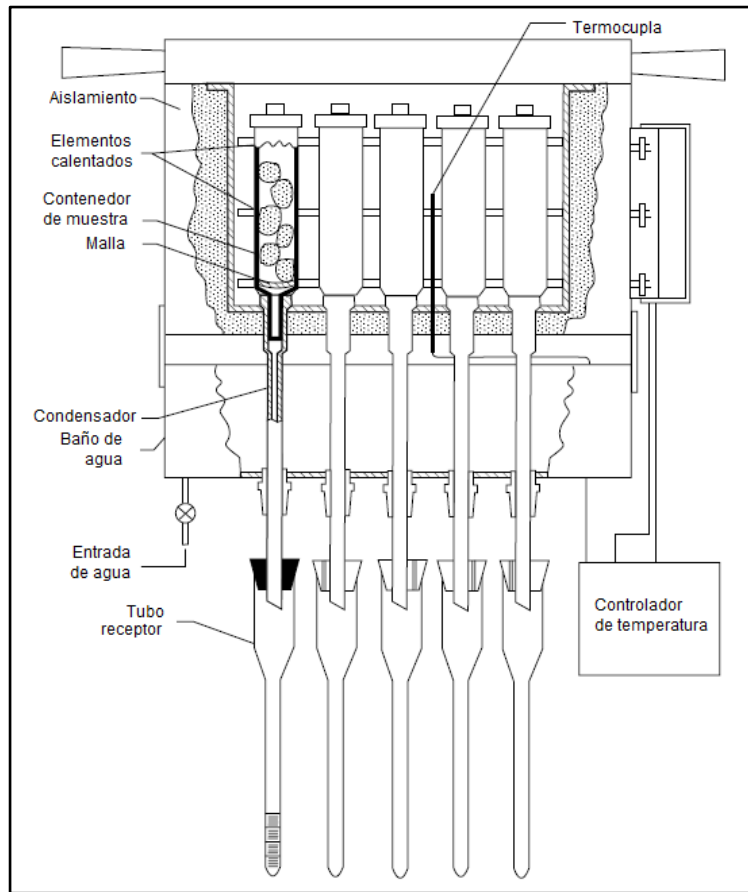 Termocupla
Aislamiento
Elementos
calentados
Contenedor
de muestra
Malla
Condensador
Baño de
agua
Entrada
de agua
Tubo
receptor
Controlador
de temperatura